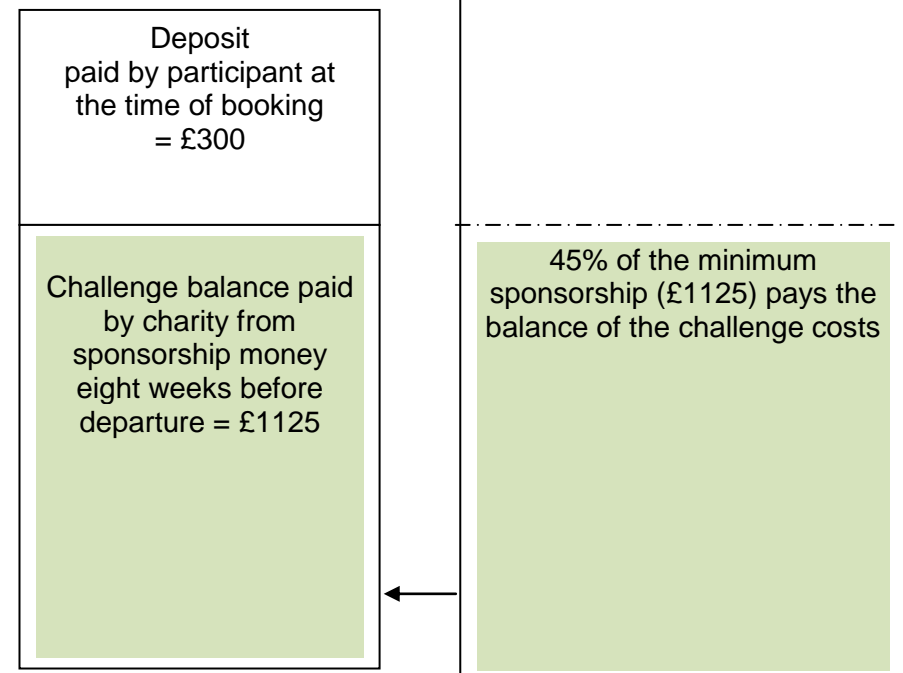 Deposit
paid by participant at
the time of booking
= £300
Challenge balance paid
by charity from
sponsorship money
eight weeks before
departure = £1125
45% of the minimum
sponsorship (£1125) pays the
balance of the challenge costs